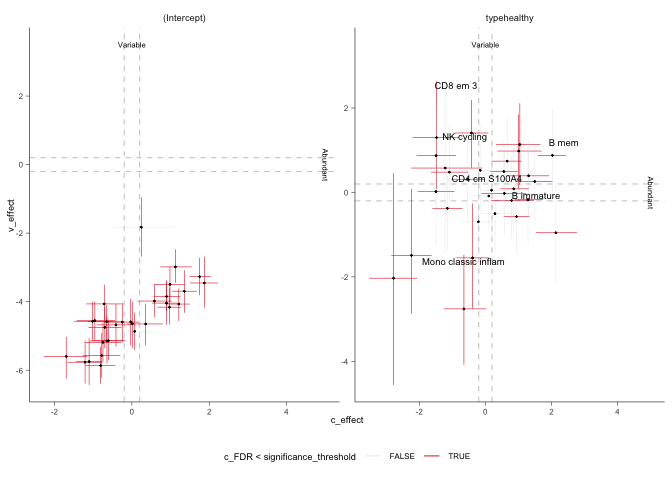 (Intercept)
typehealthy
Variable
Variable
CD8 em 3
NK cycling
B mem
CD4 em S100A4
B immature
Mono classic inflam
Abundant
Abundant
v_effect
2
0
-2
-4
-6
2
0
-2
-4
-2
0
2
4
-2
0
2
4
c_effect
c_FDR < significance_threshold FALSE TRUE